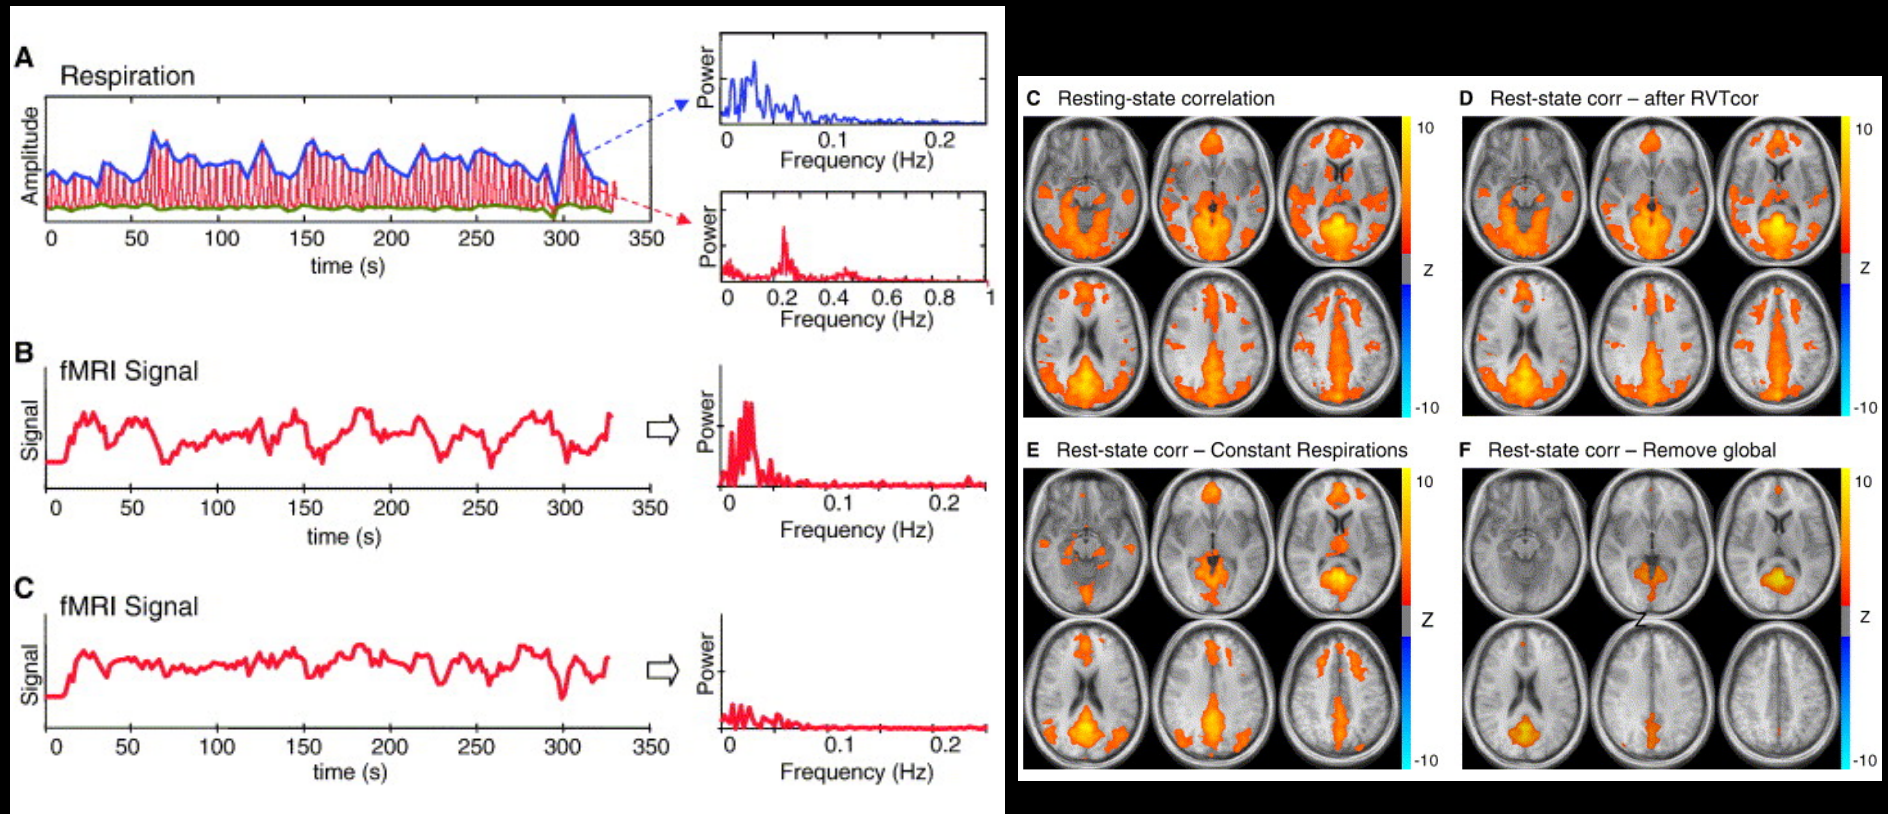 A
Respiration
Amplitude
0 50 100 150 200 250 300 350
time (s)
Power
0 0.1 0.2
Frequency (Hz)
Power
0 0.2 0.4 0.6 0.8 1
Frequency (Hz)
B
fMRI Signal
Signal
0 50 100 150 200 250 300 350
time (s)
Power
0 0.1 0.2
Frequency (Hz)
C
fMRI Signal
Signal
0 50 100 150 200 250 300 350
time (s)
Power
0 0.1 0.2
Frequency (Hz)
C Resting-state correlation
10
Z
-10
D Rest-state corr – after RVTcor
10
Z
-10
E Rest-state corr – Constant Respirations
10
Z
-10
F Rest-state corr – Remove global
10
Z
Z
-10